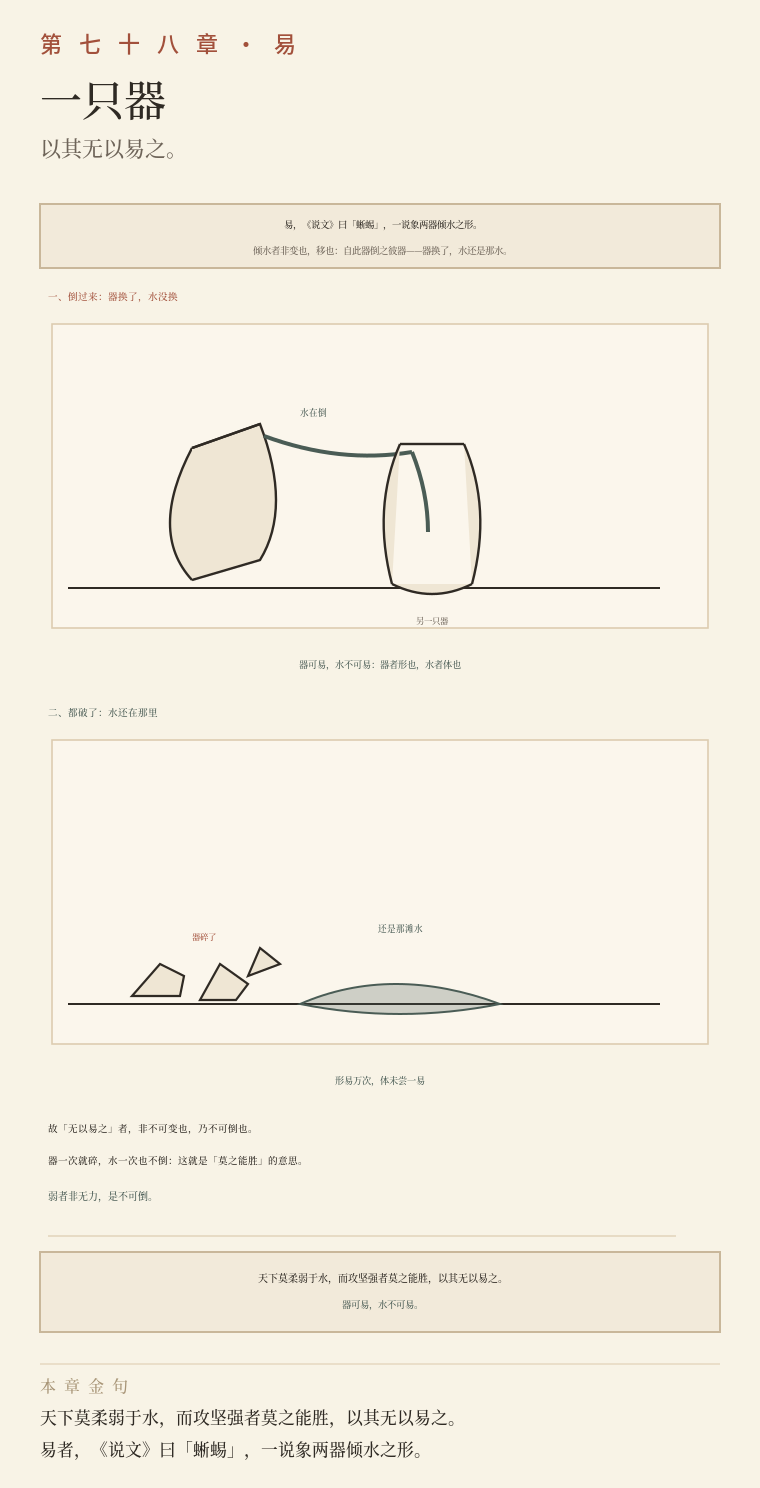 第七十八章·易
一只器
以其无以易之。
易，《说文》曰「蜥蜴」，一说象两器倾水之形。
倾水者非变也，移也：自此器倒之彼器——器换了，水还是那水。
一、倒过来：器换了，水没换
水在倒
另一只器
器可易，水不可易：器者形也，水者体也
二、都破了：水还在那里
器碎了
还是那滩水
形易万次，体未尝一易
故「无以易之」者，非不可变也，乃不可倒也。
器一次就碎，水一次也不倒：这就是「莫之能胜」的意思。
弱者非无力，是不可倒。
天下莫柔弱于水，而攻坚强者莫之能胜，以其无以易之。
器可易，水不可易。
本章金句
天下莫柔弱于水，而攻坚强者莫之能胜，以其无以易之。
易者，《说文》曰「蜥蜴」，一说象两器倾水之形。